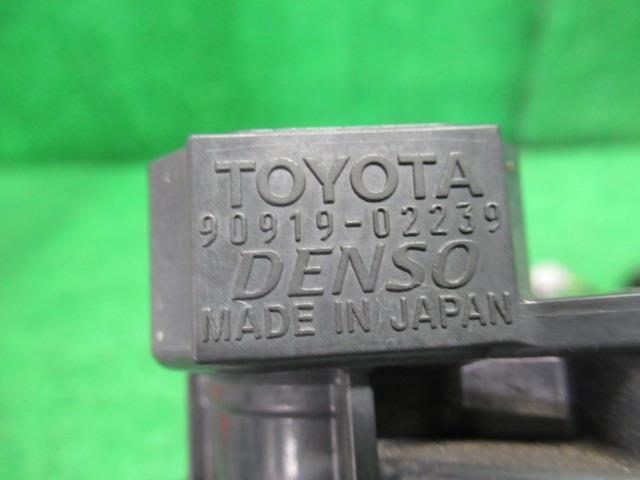 TOYOTA
90919-02239
DENSO
MADE IN JAPAN